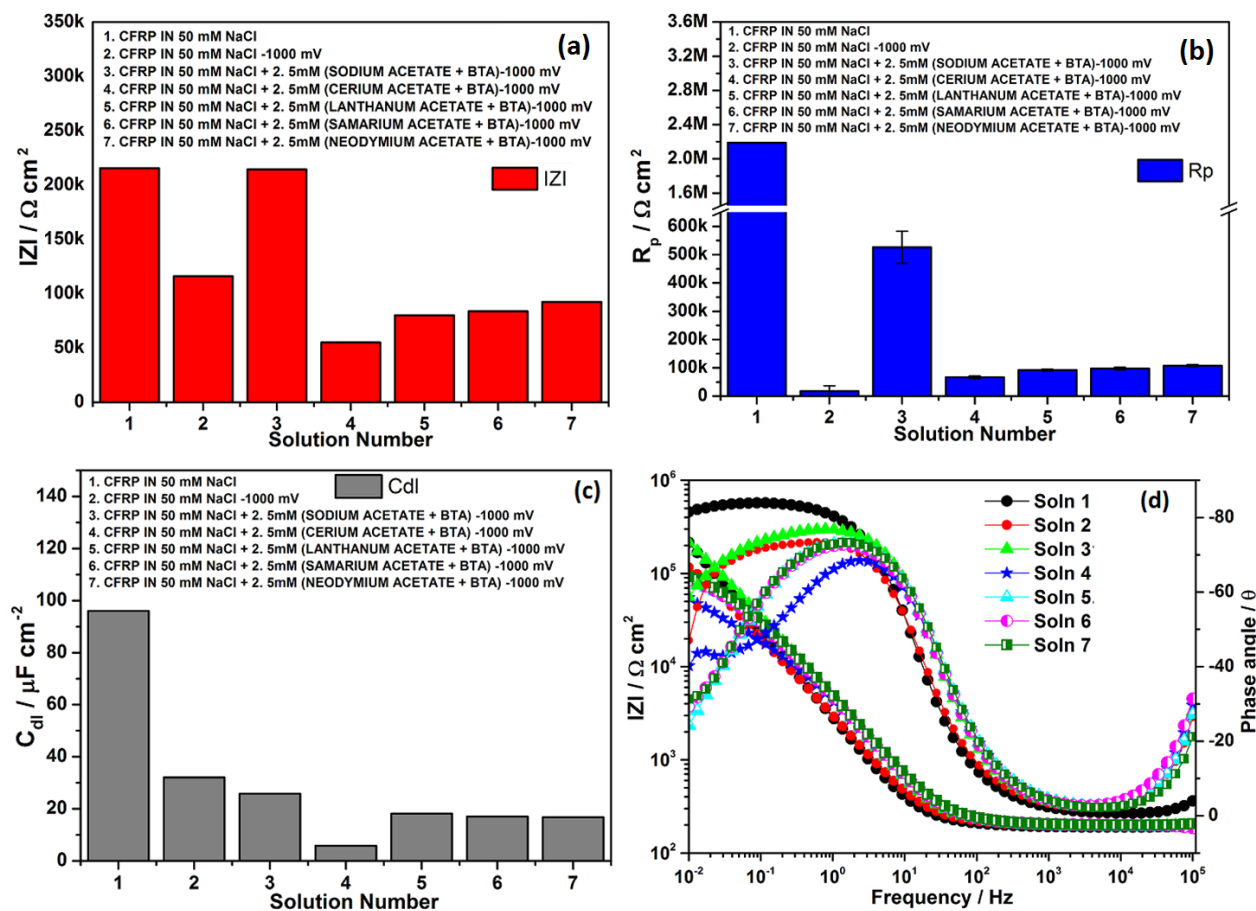 350k
300k
250k
200k
150k
100k
50k
0
IZI / Ω cm²
(a)
1. CFRP IN 50 mM NaCl
2. CFRP IN 50 mM NaCl -1000 mV
3. CFRP IN 50 mM NaCl + 2. 5mM (SODIUM ACETATE + BTA)-1000 mV
4. CFRP IN 50 mM NaCl + 2. 5mM (CERIUM ACETATE + BTA)-1000 mV
5. CFRP IN 50 mM NaCl + 2. 5mM (LANTHANUM ACETATE + BTA)-1000 mV
6. CFRP IN 50 mM NaCl + 2. 5mM (SAMARIUM ACETATE + BTA)-1000 mV
7. CFRP IN 50 mM NaCl + 2. 5mM (NEODYMIUM ACETATE + BTA)-1000 mV
IZI
1 2 3 4 5 6 7
Solution Number
3.6M
3.2M
2.8M
2.4M
2.0M
1.6M
600k
500k
400k
300k
200k
100k
0
Rp / Ω cm²
(b)
1. CFRP IN 50 mM NaCl
2. CFRP IN 50 mM NaCl -1000 mV
3. CFRP IN 50 mM NaCl + 2.5mM (SODIUM ACETATE + BTA)-1000 mV
4. CFRP IN 50 mM NaCl + 2.5mM (CERIUM ACETATE + BTA)-1000 mV
5. CFRP IN 50 mM NaCl + 2.5mM (LANTHANUM ACETATE + BTA)-1000 mV
6. CFRP IN 50 mM NaCl + 2.5mM (SAMARIUM ACETATE + BTA)-1000 mV
7. CFRP IN 50 mM NaCl + 2.5mM (NEODYMIUM ACETATE + BTA)-1000 mV
Rp
1 2 3 4 5 6 7
Solution Number
140
120
100
80
60
40
20
0
Cdl / μF cm⁻²
(c)
Cdl
1. CFRP IN 50 mM NaCl
2. CFRP IN 50 mM NaCl -1000 mV
3. CFRP IN 50 mM NaCl + 2. 5mM (SODIUM ACETATE + BTA) -1000 mV
4. CFRP IN 50 mM NaCl + 2. 5mM (CERIUM ACETATE + BTA) -1000 mV
5. CFRP IN 50 mM NaCl + 2. 5mM (LANTHANUM ACETATE + BTA) -1000 mV
6. CFRP IN 50 mM NaCl + 2. 5mM (SAMARIUM ACETATE + BTA) -1000 mV
7. CFRP IN 50 mM NaCl + 2. 5mM (NEODYMIUM ACETATE + BTA) -1000 mV
1 2 3 4 5 6 7
Solution Number
10⁶
10⁵
10⁴
10³
10²
IZI / Ω cm²
(d)
Soln 1
Soln 2
Soln 3
Soln 4
Soln 5
Soln 6
Soln 7
-80
-60
-40
-20
0
Phase angle / θ
10⁻² 10⁻¹ 10⁰ 10¹ 10² 10³ 10⁴ 10⁵
Frequency / Hz